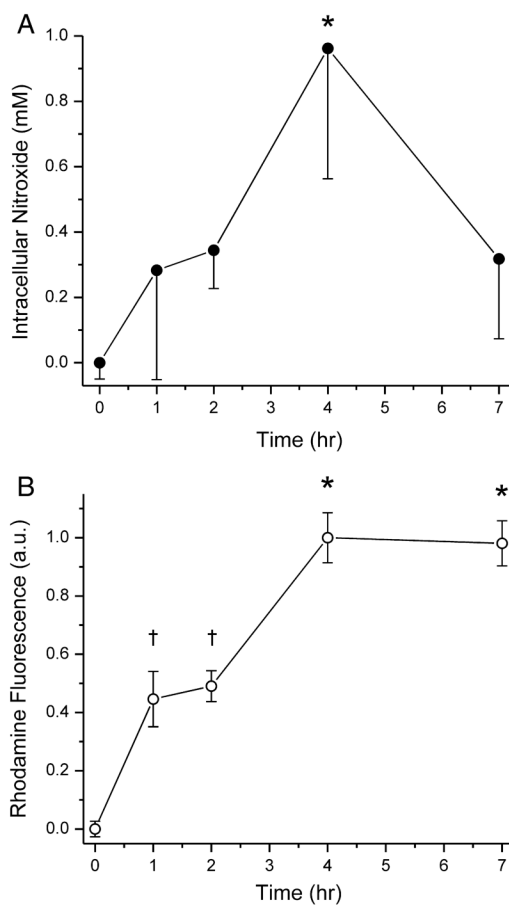 A
*
1.0
0.8
0.6
0.4
0.2
0.0
Intracellular Nitroxide (mM)
0 1 2 3 4 5 6 7
Time (hr)
B
* *
† †
1.0
0.8
0.6
0.4
0.2
0.0
Rhodamine Fluorescence (a.u.)
0 1 2 3 4 5 6 7
Time (hr)